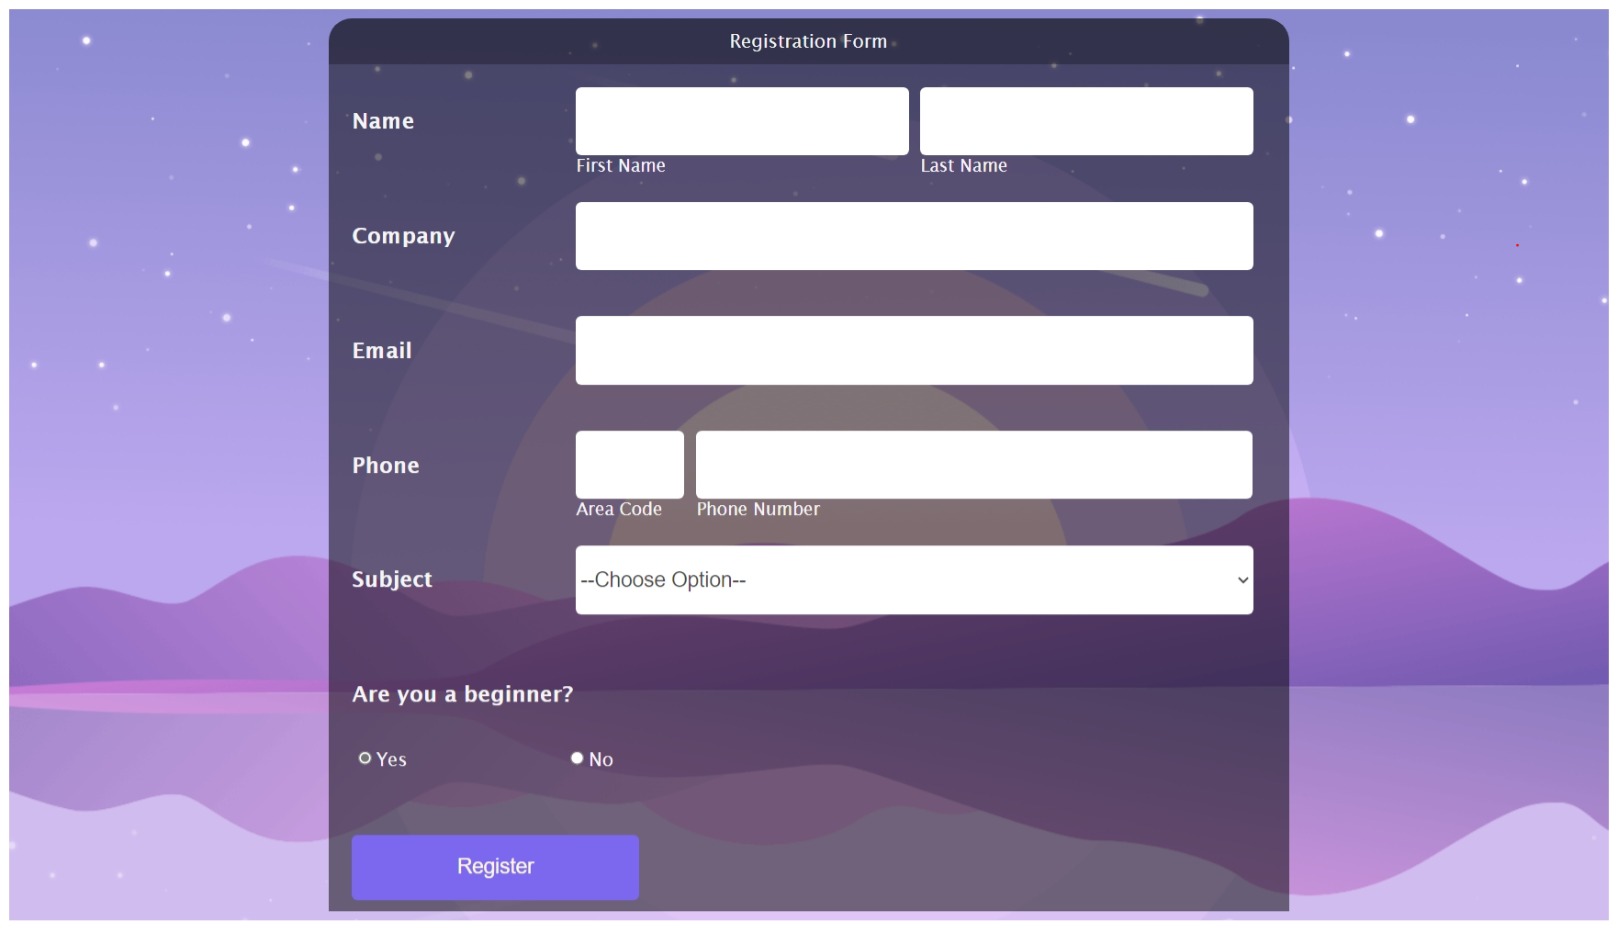 Registration Form
Name
First Name Last Name
Company
Email
Phone
Area Code Phone Number
Subject --Choose Option--
Are you a beginner?
Yes No
Register